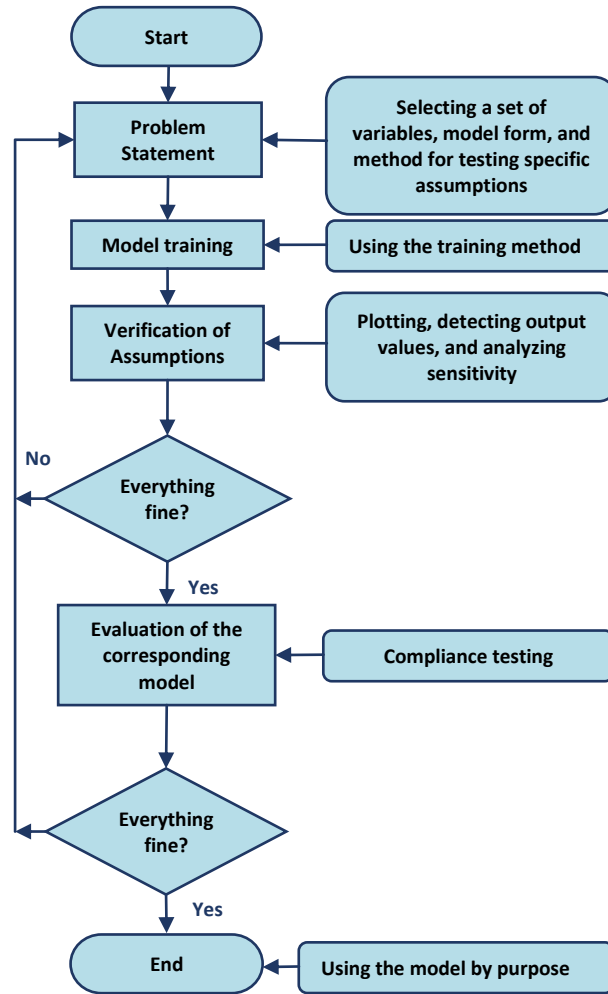 Start
Problem
Statement
Selecting a set of
variables, model form, and
method for testing specific
assumptions
Model training
Using the training method
Verification of
Assumptions
Plotting, detecting output
values, and analyzing
sensitivity
No
Everything
fine?
Yes
Evaluation of the
corresponding
model
Compliance testing
Everything
fine?
Yes
End
Using the model by purpose